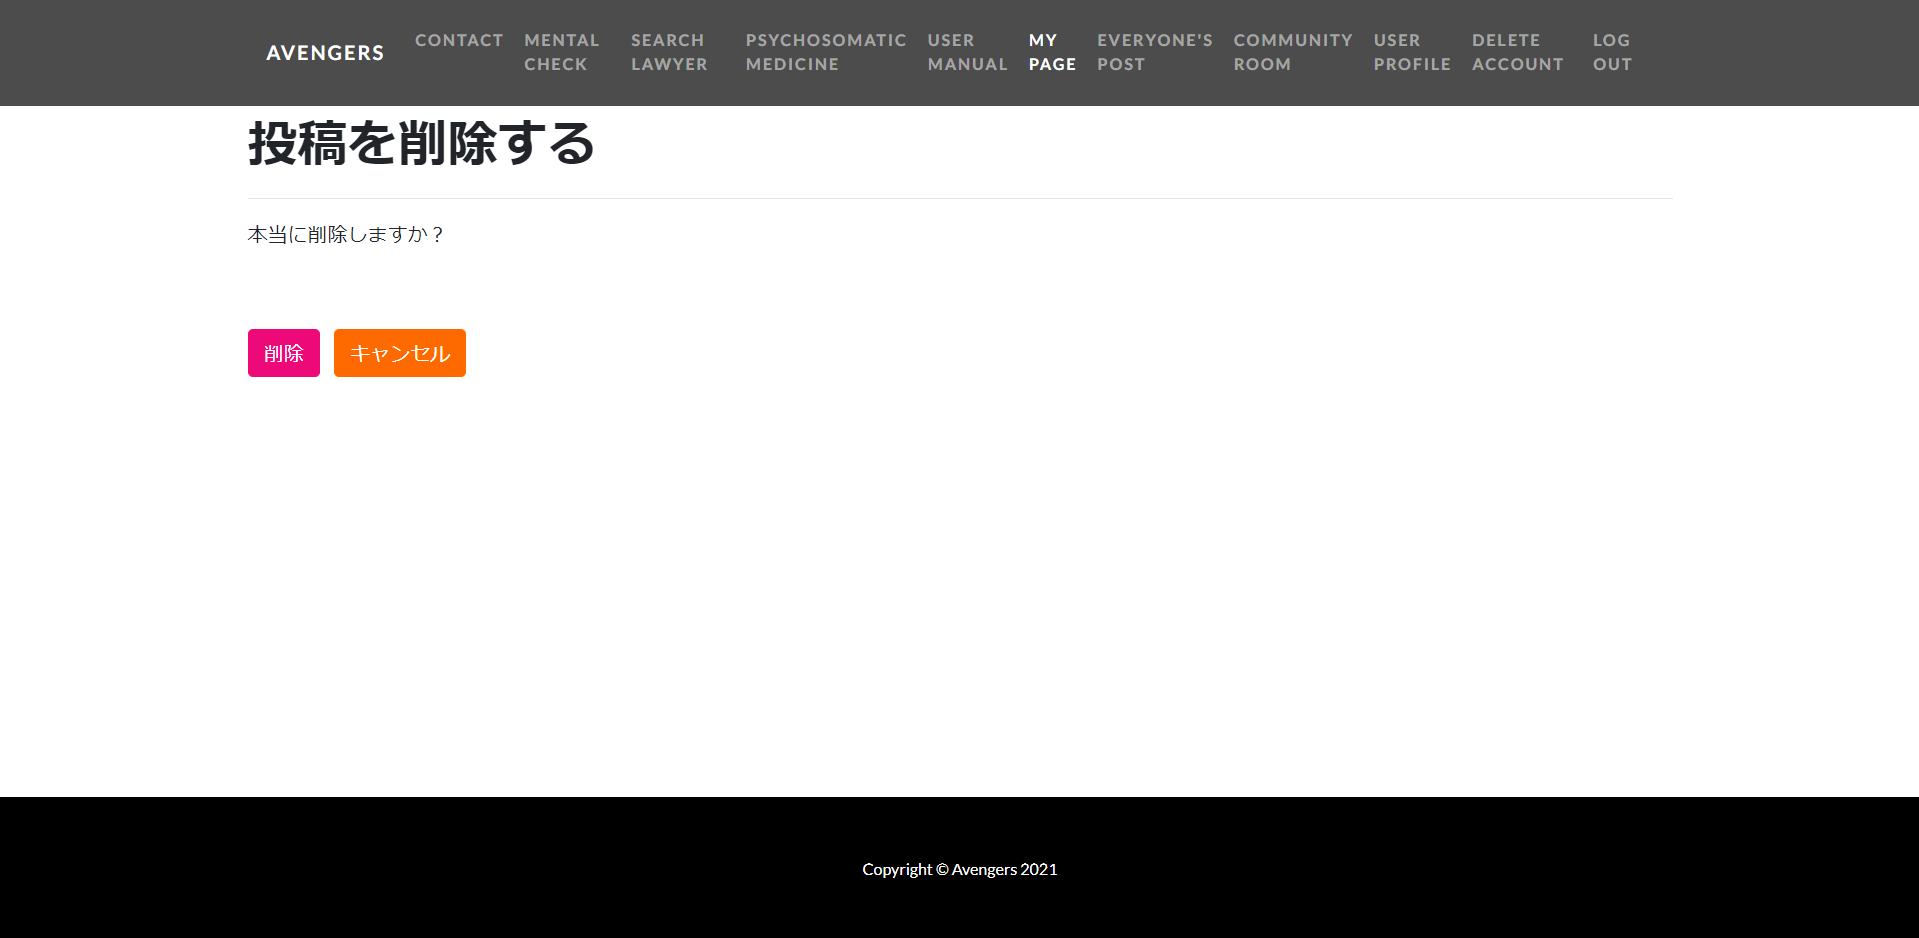 AVENGERS
CONTACT
MENTAL
CHECK
SEARCH
LAWYER
PSYCHOSOMATIC
MEDICINE
USER
MANUAL
MY
PAGE
EVERYONE'S
POST
COMMUNITY
ROOM
USER
PROFILE
DELETE
ACCOUNT
LOG
OUT
投稿を削除する
本当に削除しますか？
削除
キャンセル
Copyright © Avengers 2021